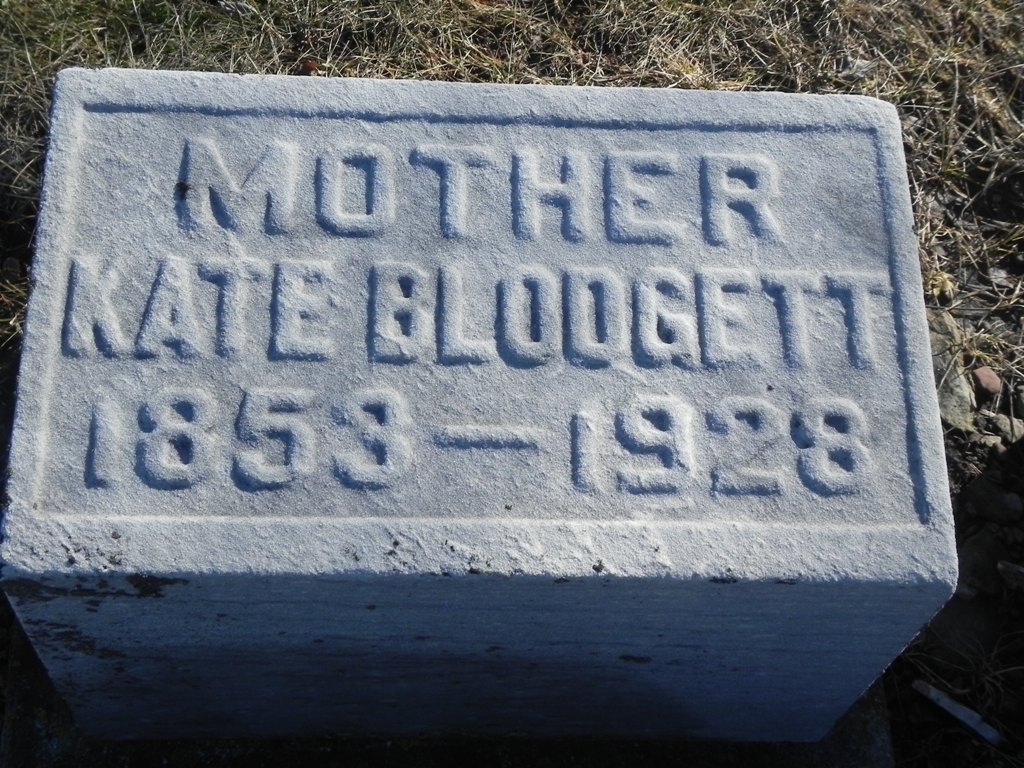 MOTHER
KATE BLODGETT
1853-1928